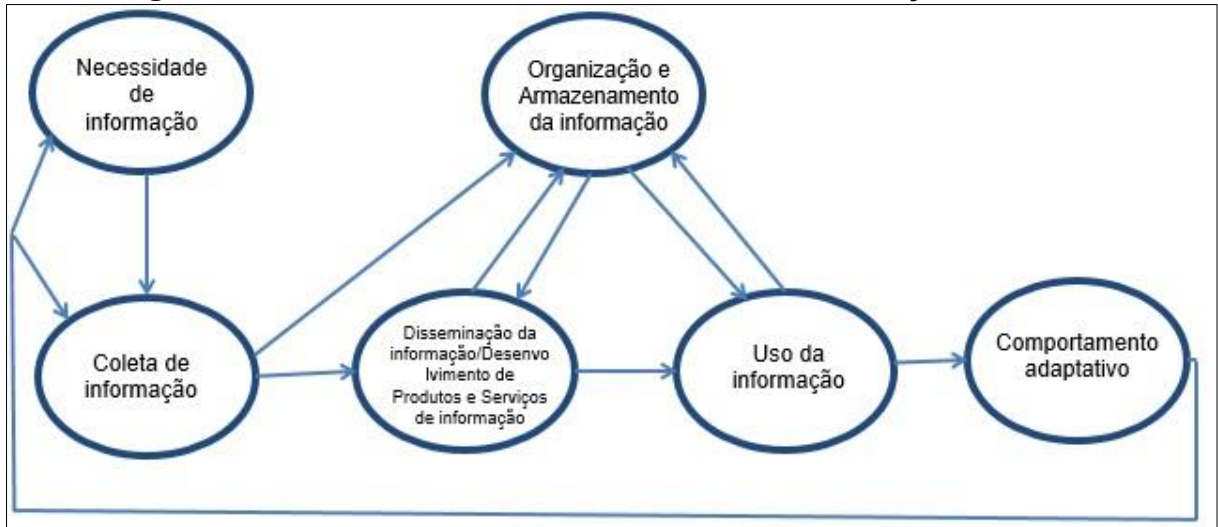 Necessidade
de
informação
Organização e
Armazenamento
da informação
Coleta de
informação
Disseminação da
informação/Desenvo
lvimento de
Produtos e Serviços
de informação
Uso da
informação
Comportamento
adaptativo